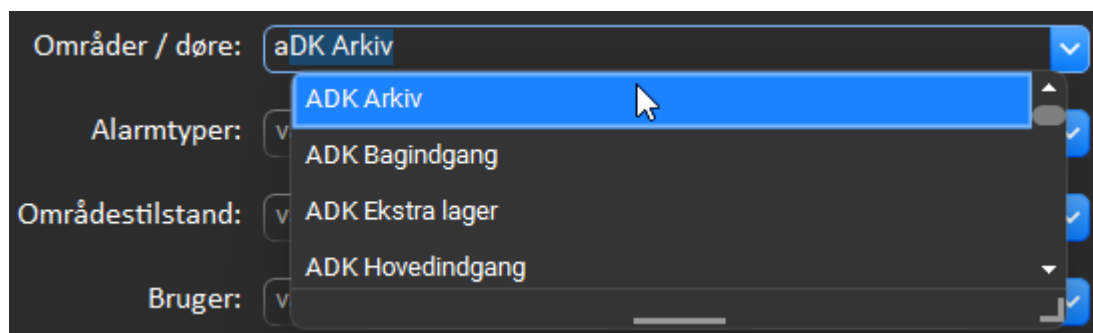 Områder / døre: aDK Arkiv
ADK Arkiv
Alarmtyper: v
ADK Bagindgang
Områdestilstand: v
ADK Ekstra lager
ADK Hovedindgang
Bruger: v